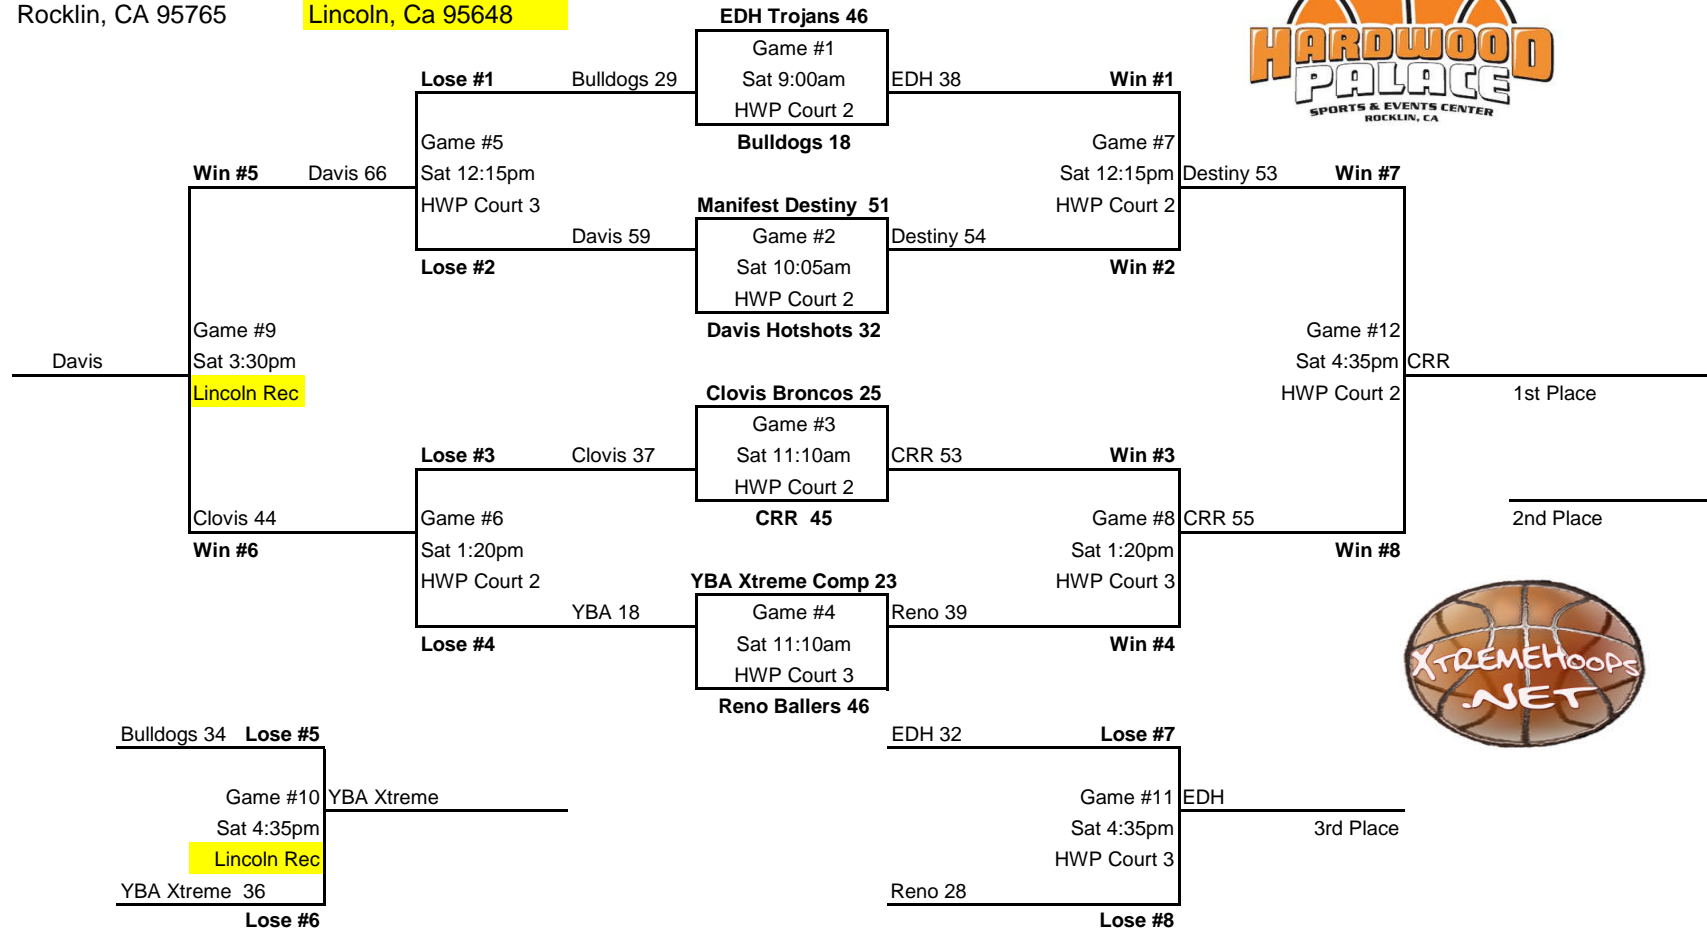 Rocklin, CA 95765
Lincoln, Ca 95648
EDH Trojans 46
Game #1
Lose #1
Bulldogs 29
Sat 9:00am
EDH 38
Win #1
HWP Court 2
HARDWOOD
PALACE
SPORTS & EVENTS CENTER
ROCKLIN, CA
Game #5
Bulldogs 18
Game #7
Win #5
Davis 66
Sat 12:15pm
Sat 12:15pm
Destiny 53
Win #7
HWP Court 3
Manifest Destiny 51
HWP Court 2
Davis 59
Game #2
Destiny 54
Lose #2
Sat 10:05am
Win #2
HWP Court 2
Game #9
Davis Hotshots 32
Game #12
Davis
Sat 3:30pm
Sat 4:35pm
CRR
Lincoln Rec
Clovis Broncos 25
HWP Court 2
1st Place
Game #3
Lose #3
Clovis 37
Sat 11:10am
CRR 53
Win #3
HWP Court 2
Clovis 44
Game #6
CRR 45
Game #8
CRR 55
2nd Place
Win #6
Sat 1:20pm
Sat 1:20pm
Win #8
HWP Court 2
YBA Xtreme Comp 23
HWP Court 3
YBA 18
Game #4
Reno 39
Lose #4
Sat 11:10am
Win #4
HWP Court 3
XTREMEHOOPS
.NET
Reno Ballers 46
Bulldogs 34
Lose #5
EDH 32
Lose #7
Game #10
YBA Xtreme
Game #11
EDH
Sat 4:35pm
Sat 4:35pm
3rd Place
Lincoln Rec
HWP Court 3
YBA Xtreme 36
Reno 28
Lose #6
Lose #8